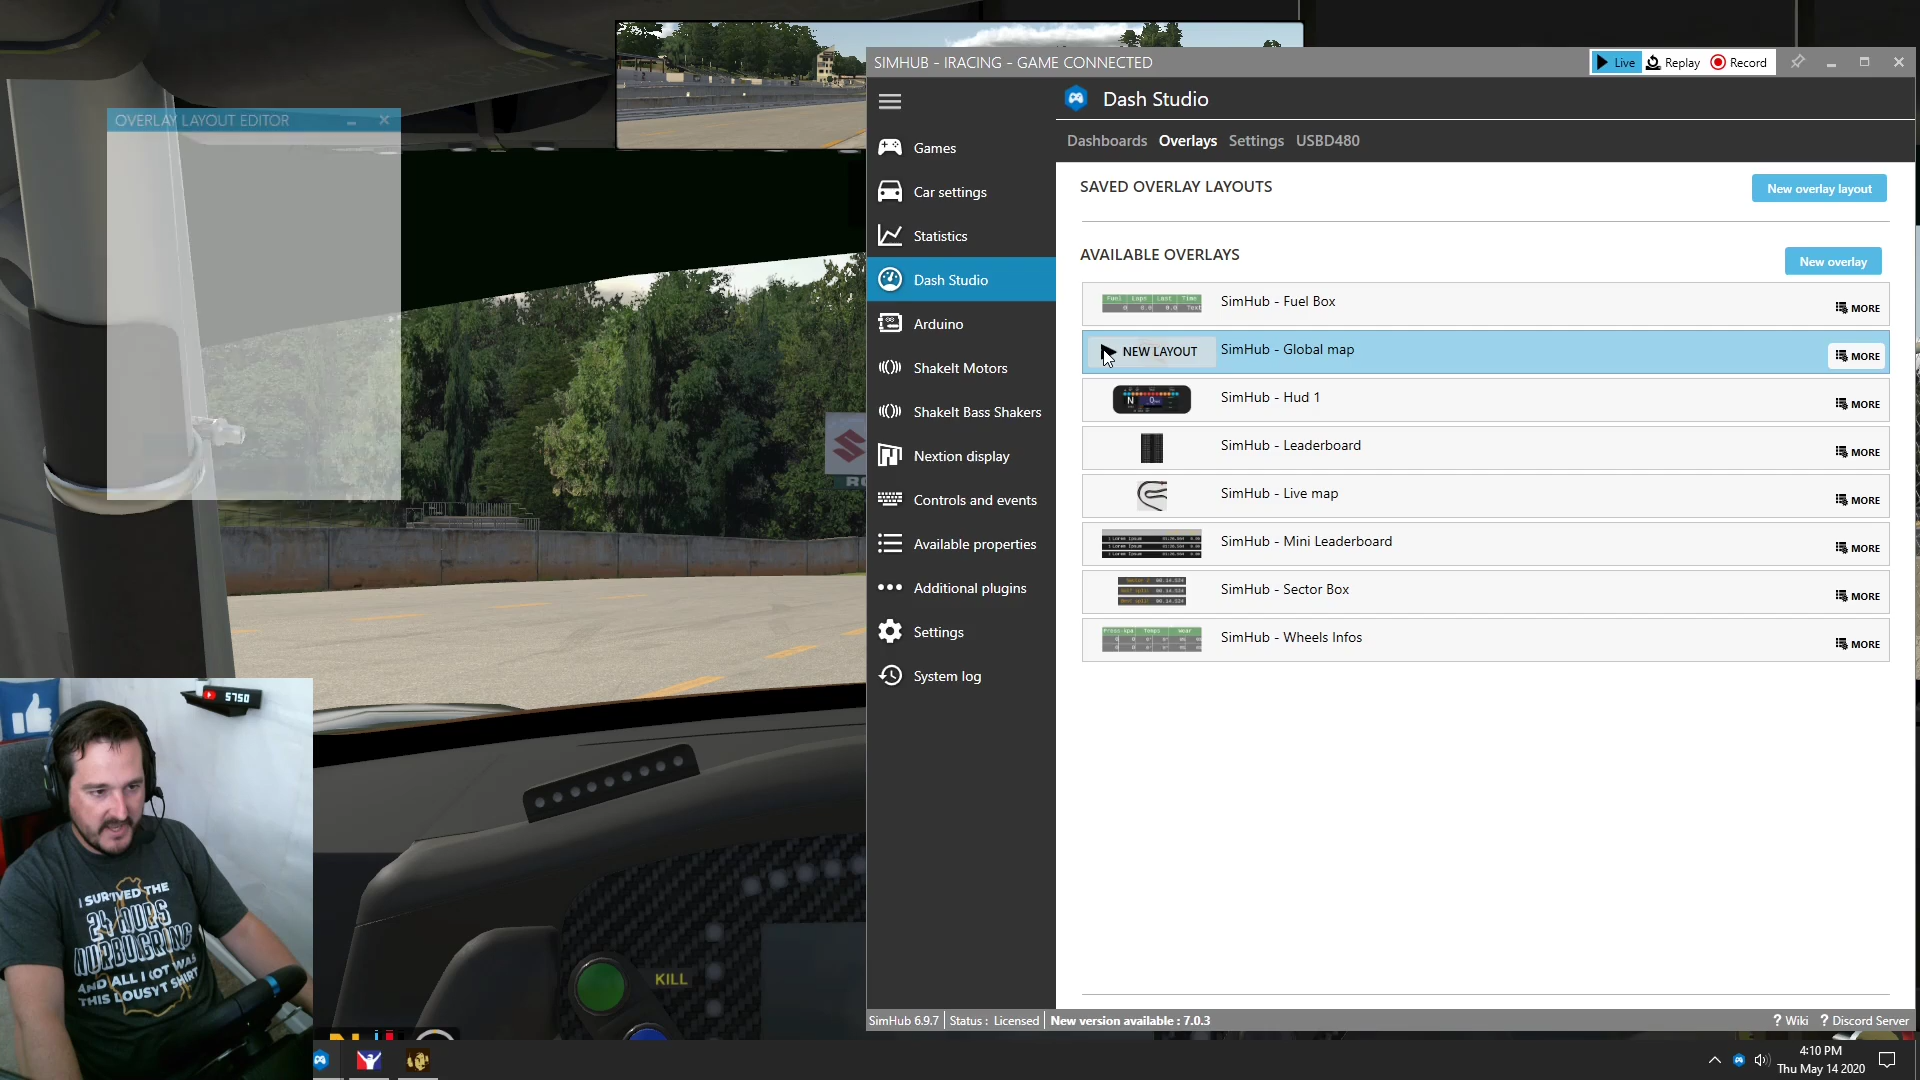 SIMHUB - IRACING - GAME CONNECTED
Live
Replay
Record
Dash Studio
Dashboards
Overlays
Settings
USBD480
OVERLAY LAYOUT EDITOR
Games
Car settings
Statistics
Dash Studio
Arduino
ShakeIt Motors
ShakeIt Bass Shakers
Nextion display
Controls and events
Available properties
Additional plugins
Settings
System log
SAVED OVERLAY LAYOUTS
New overlay layout
AVAILABLE OVERLAYS
New overlay
Fuel Laps Last Time
SimHub - Fuel Box
MORE
NEW LAYOUT
SimHub - Global map
MORE
N
SimHub - Hud 1
MORE
SimHub - Leaderboard
MORE
SimHub - Live map
MORE
SimHub - Mini Leaderboard
MORE
SimHub - Sector Box
MORE
SimHub - Wheels Infos
MORE
5750
I SURVIVED THE
24 HOURS
NURBURGRING
AND ALL I GOT WAS
THIS LOUSY T SHIRT
KILL
SimHub 6.9.7
Status : Licensed
New version available : 7.0.3
? Wiki
? Discord Server
4:10 PM
Thu May 14 2020